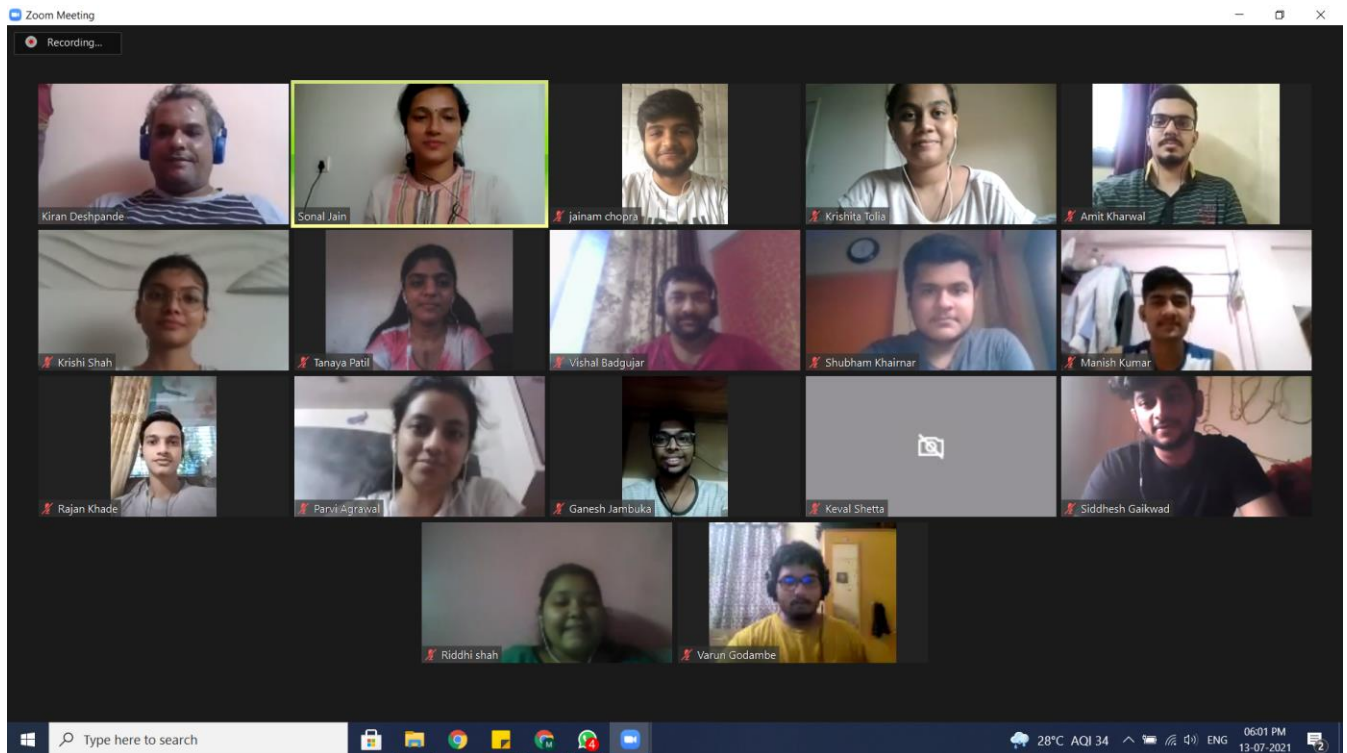 Zoom Meeting
Recording...
Kiran Deshpande
Sonal Jain
jainam chopra
Krishita Tolia
Amit Kharwal
Krishi Shah
Tanaya Patil
Vishal Badgujar
Shubham Khairnar
Manish Kumar
Rajan Khade
Parvi Agrawal
Ganesh Jambuka
Keval Shetta
Siddhesh Gaikwad
Riddhi shah
Varun Godambe
Type here to search
4
28°C AQI 34
ENG
06:01 PM
13-07-2021
2